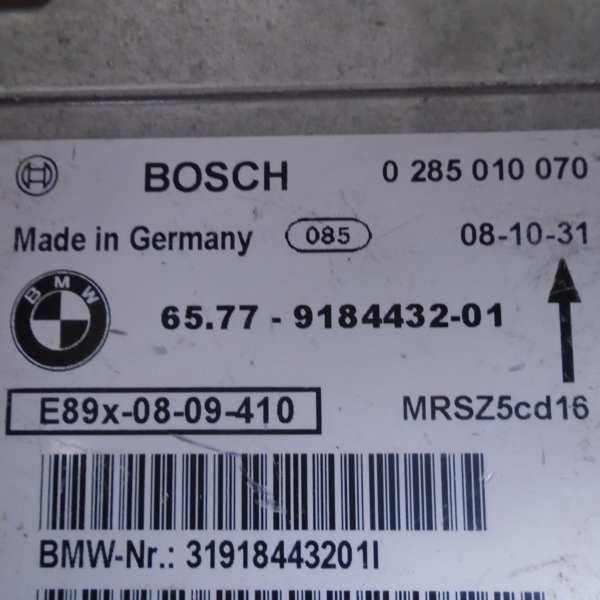 BOSCH 0 285 010 070
Made in Germany 085 08-10-31
BMW 65.77 - 9184432-01
E89x-08-09-410 MRSZ5cd16
BMW-Nr.: 31918443201I